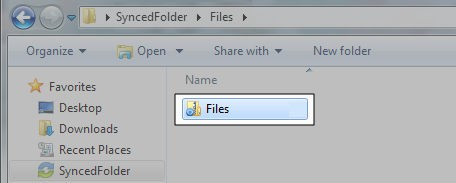 SyncedFolder ▸ Files ▸
Organize Open Share with New folder
Favorites Name
Desktop Files
Downloads
Recent Places
SyncedFolder